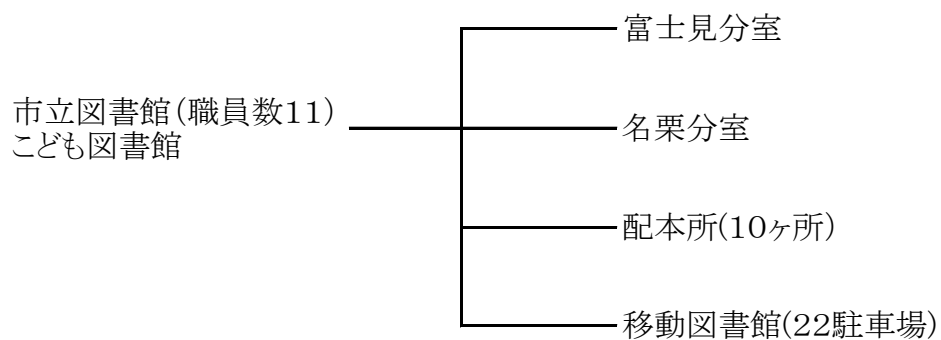 富士見分室
市立図書館(職員数11)
こども図書館
名栗分室
配本所(10ヶ所)
移動図書館(22駐車場)